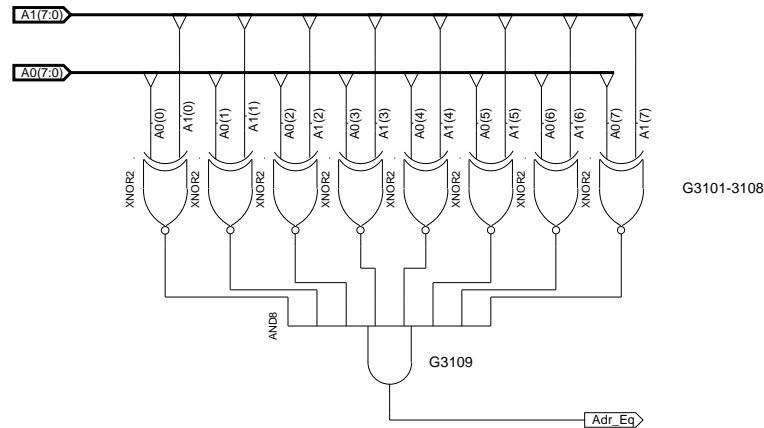 A1(7:0)
A0(7:0)
A0(0)
A1(0)
A0(1)
A1(1)
A0(2)
A1(2)
A0(3)
A1(3)
A0(4)
A1(4)
A0(5)
A1(5)
A0(6)
A1(6)
A0(7)
A1(7)
XNOR2
XNOR2
XNOR2
XNOR2
XNOR2
XNOR2
XNOR2
XNOR2
G3101-3108
AND8
G3109
Adr_Eq